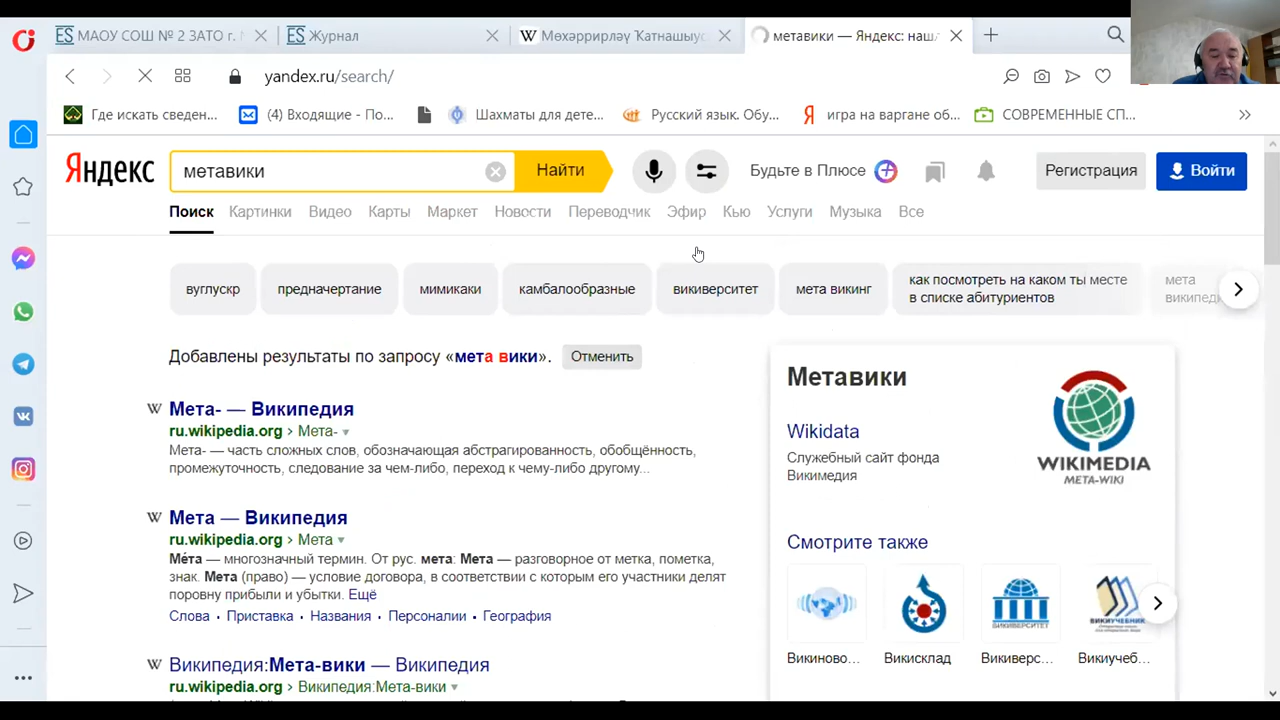 МАОУ СОШ № 2 ЗАТО г.
Журнал
Мөхәррирләү Ҡатнашыусы
метавики — Яндекс: наш
yandex.ru/search/
Где искать сведен...
(4) Входящие - По...
Шахматы для дете...
Русский язык. Обу...
игра на варгане об...
СОВРЕМЕННЫЕ СП...
Яндекс
метавики
Найти
Будьте в Плюсе
Регистрация
Войти
Поиск Картинки Видео Карты Маркет Новости Переводчик Эфир Кью Услуги Музыка Все
вуглускр
предначертание
мимикаки
камбалообразные
викиверситет
мета викинг
как посмотреть на каком ты месте
в списке абитуриентов
мета
Добавлены результаты по запросу «мета вики».
Отменить
Мета- — Википедия
ru.wikipedia.org › Мета-
Мета- — часть сложных слов, обозначающая абстрагированность, обобщённость,
промежуточность, следование за чем-либо, переход к чему-либо другому...
Мета — Википедия
ru.wikipedia.org › Мета
Ме́та — многозначный термин. От рус. мета: Мета — разговорное от метка, пометка,
знак. Мета (право) — условие договора, в соответствии с которым его участники делят
поровну прибыли и убытки. Ещё
Слова · Приставка · Названия · Персоналии · География
Википедия:Мета-вики — Википедия
ru.wikipedia.org › Википедия:Мета-вики
Метавики
Wikidata
Служебный сайт фонда
Викимедия
WIKIMEDIA
META-WIKI
Смотрите также
Викиново...
Викисклад
Викиверс...
Викиучеб...